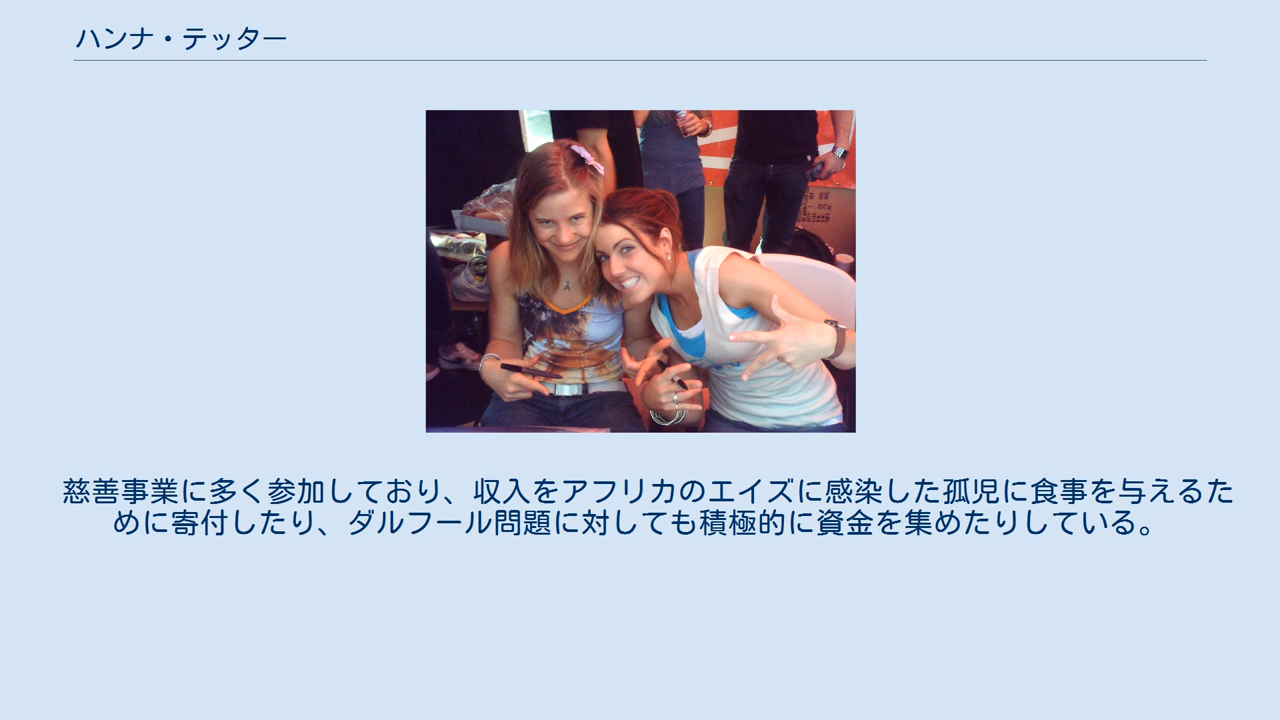 ハンナ・テッター
慈善事業に多く参加しており、収入をアフリカのエイズに感染した孤児に食事を与えるた
めに寄付したり、ダルフール問題に対しても積極的に資金を集めたりしている。